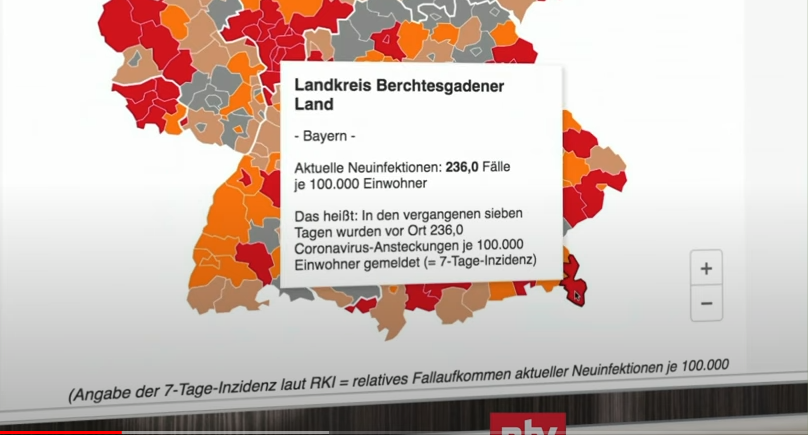 Landkreis Berchtesgadener
Land
- Bayern -
Aktuelle Neuinfektionen: 236,0 Fälle
je 100.000 Einwohner
Das heißt: In den vergangenen sieben
Tagen wurden vor Ort 236,0
Coronavirus-Ansteckungen je 100.000
Einwohner gemeldet (= 7-Tage-Inzidenz)
+
−
(Angabe der 7-Tage-Inzidenz laut RKI = relatives Fallaufkommen aktueller Neuinfektionen je 100.000